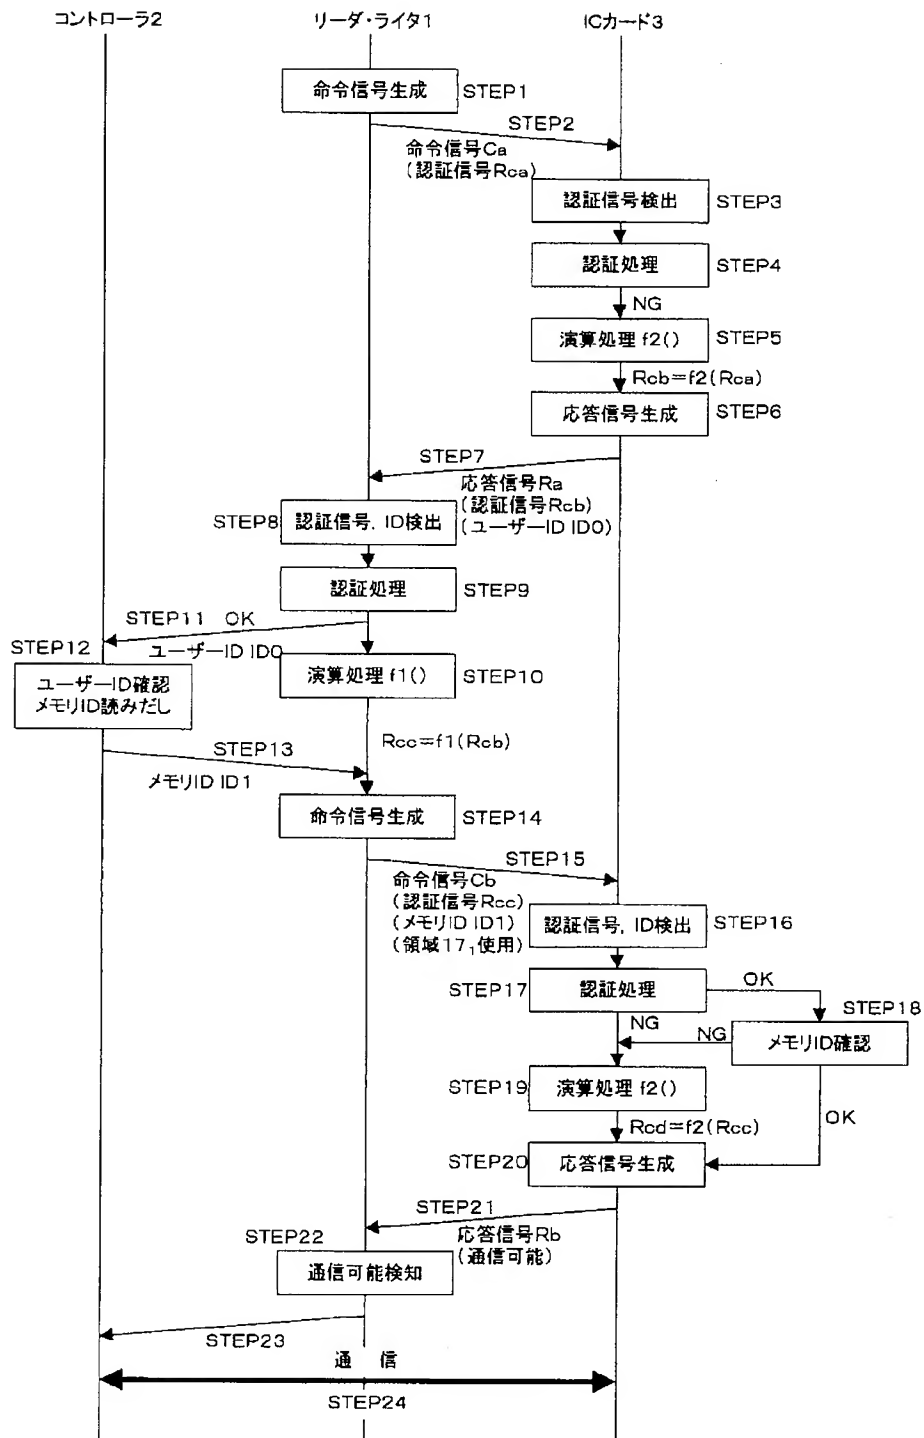 コントローラ2
リーダ・ライタ1
ICカード3
命令信号生成
STEP1
STEP2
命令信号Ca
(認証信号Rca)
認証信号検出
STEP3
認証処理
STEP4
NG
演算処理 f2()
STEP5
Rcb=f2(Rca)
応答信号生成
STEP6
STEP7
応答信号Ra
(認証信号Rcb)
(ユーザーID ID0)
STEP8
認証信号, ID検出
認証処理
STEP9
STEP11 OK
ユーザーID ID0
STEP12
ユーザーID確認
メモリID読みだし
演算処理 f1()
STEP10
Rcc=f1(Rcb)
STEP13
メモリID ID1
命令信号生成
STEP14
STEP15
命令信号Cb
(認証信号Rcc)
(メモリID ID1)
(領域17₁使用)
認証信号, ID検出
STEP16
STEP17
認証処理
OK
STEP18
NG
NG
メモリID確認
STEP19
演算処理 f2()
OK
Rcd=f2(Rcc)
STEP20
応答信号生成
STEP21
応答信号Rb
(通信可能)
STEP22
通信可能検知
STEP23
通 信
STEP24